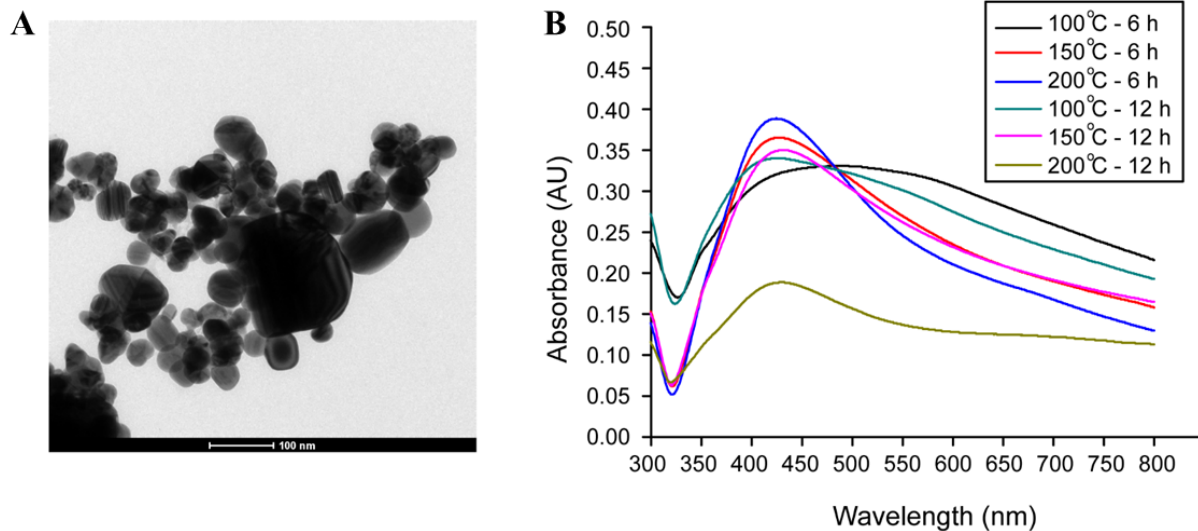 A
100 nm
B
100°C - 6 h
150°C - 6 h
200°C - 6 h
100°C - 12 h
150°C - 12 h
200°C - 12 h
Absorbance (AU)
0.50
0.45
0.40
0.35
0.30
0.25
0.20
0.15
0.10
0.05
0.00
300 350 400 450 500 550 600 650 700 750 800
Wavelength (nm)